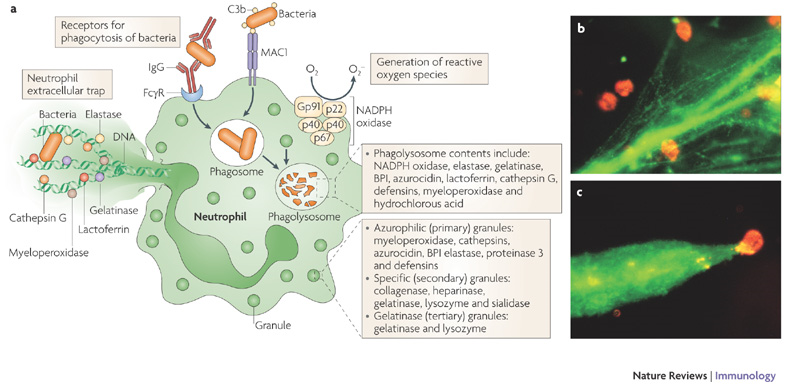 a
Receptors for
phagocytosis of bacteria
C3b
Bacteria
MAC1
IgG
FcγR
Generation of reactive
oxygen species
O2
O2–
Gp91
p22
p40
p40
p67
NADPH
oxidase
Neutrophil
extracellular trap
Bacteria
Elastase
DNA
Cathepsin G
Gelatinase
Lactoferrin
Myeloperoxidase
Phagosome
Neutrophil
Phagolysosome
Granule
• Phagolysosome contents include:
NADPH oxidase, elastase, gelatinase,
BPI, azurocidin, lactoferrin, cathepsin G,
defensins, myeloperoxidase and
hydrochlorous acid
• Azurophilic (primary) granules:
myeloperoxidase, cathepsins,
azurocidin, BPI elastase, proteinase 3
and defensins
• Specific (secondary) granules:
collagenase, heparinase,
gelatinase, lysozyme and sialidase
• Gelatinase (tertiary) granules:
gelatinase and lysozyme
b
c
Nature Reviews | Immunology